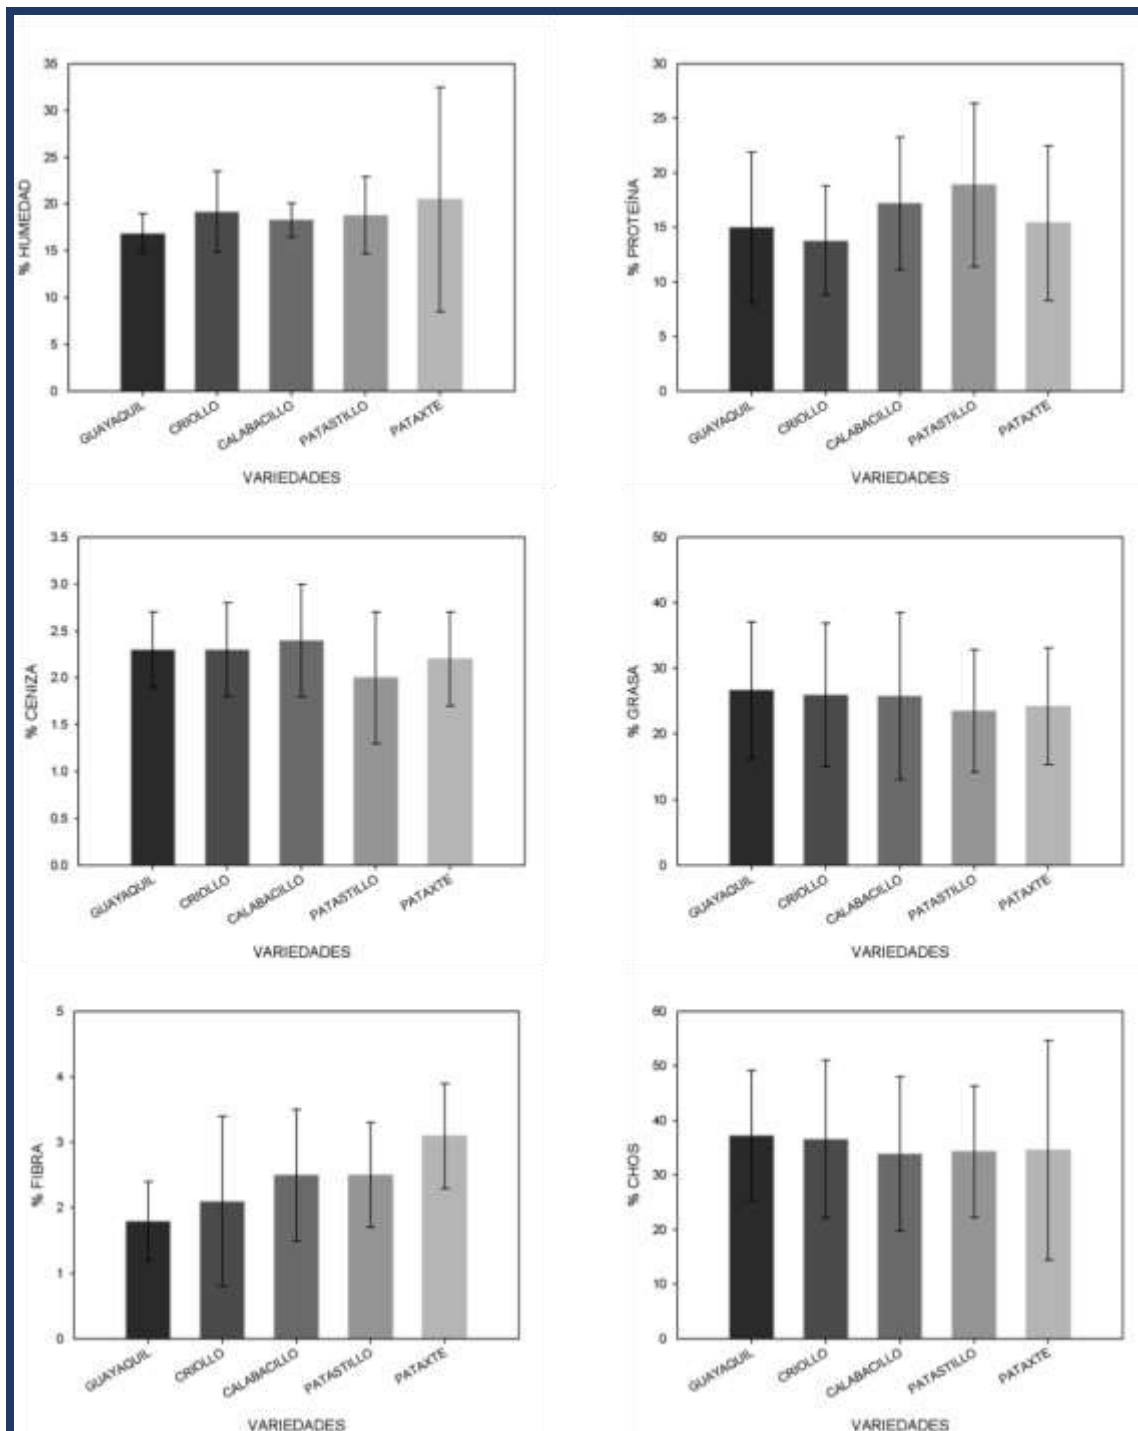 35
30
25
20
15
10
5
0
% HUMEDAD
GUAYAQUIL
CRIOLLO
CALABACILLO
PATASTILLO
PATAXTE
VARIEDADES
30
25
20
15
10
5
0
% PROTEÍNA
GUAYAQUIL
CRIOLLO
CALABACILLO
PATASTILLO
PATAXTE
VARIEDADES
3.5
3.0
2.5
2.0
1.5
1.0
0.5
0.0
% CENIZA
GUAYAQUIL
CRIOLLO
CALABACILLO
PATASTILLO
PATAXTE
VARIEDADES
50
40
30
20
10
0
% GRASA
GUAYAQUIL
CRIOLLO
CALABACILLO
PATASTILLO
PATAXTE
VARIEDADES
5
4
3
2
1
0
% FIBRA
GUAYAQUIL
CRIOLLO
CALABACILLO
PATASTILLO
PATAXTE
VARIEDADES
60
50
40
30
20
10
0
% CHOS
GUAYAQUIL
CRIOLLO
CALABACILLO
PATASTILLO
PATAXTE
VARIEDADES